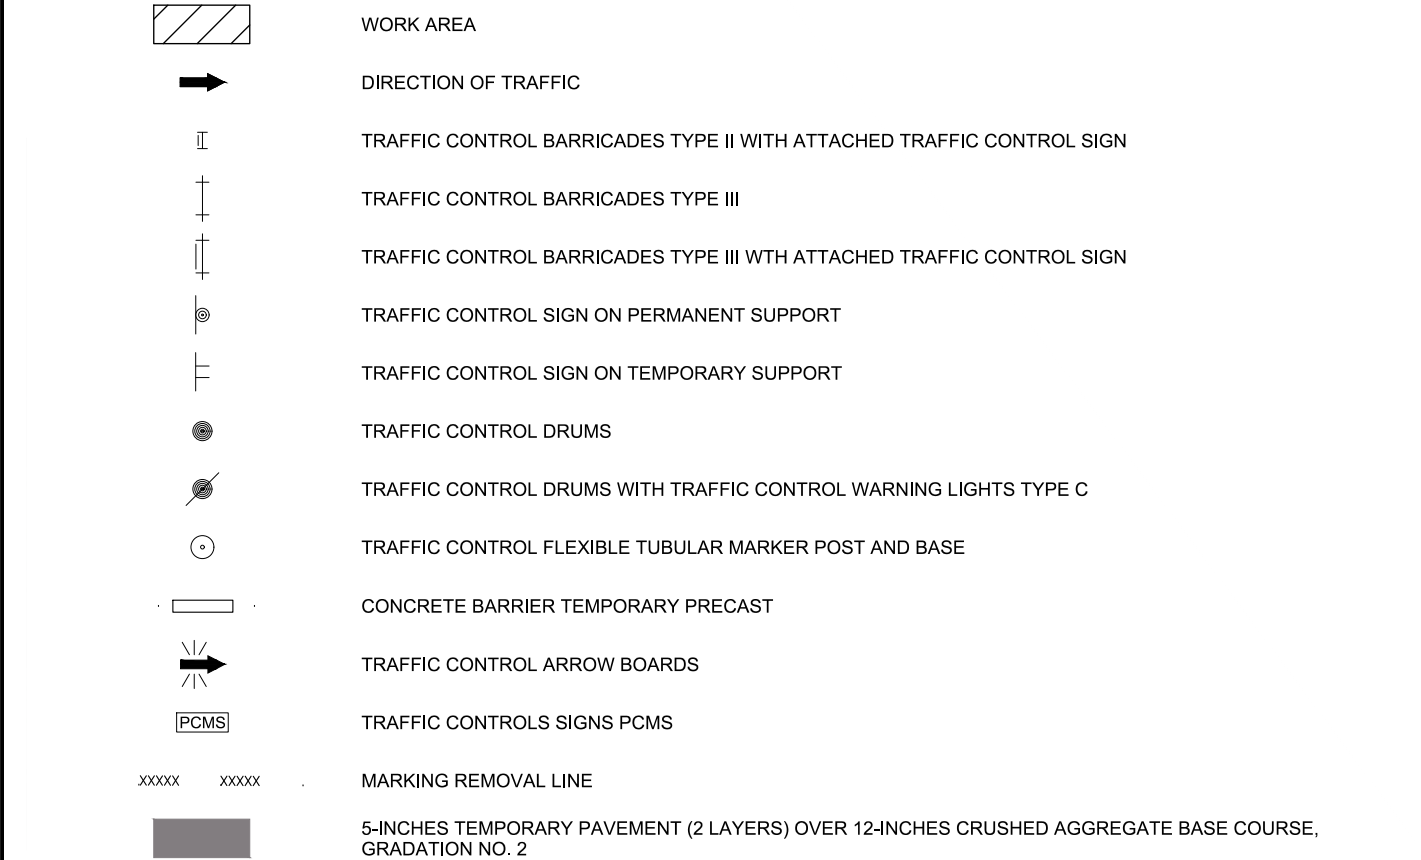 WORK AREA
DIRECTION OF TRAFFIC
TRAFFIC CONTROL BARRICADES TYPE II WITH ATTACHED TRAFFIC CONTROL SIGN
TRAFFIC CONTROL BARRICADES TYPE III
TRAFFIC CONTROL BARRICADES TYPE III WTH ATTACHED TRAFFIC CONTROL SIGN
TRAFFIC CONTROL SIGN ON PERMANENT SUPPORT
TRAFFIC CONTROL SIGN ON TEMPORARY SUPPORT
TRAFFIC CONTROL DRUMS
TRAFFIC CONTROL DRUMS WITH TRAFFIC CONTROL WARNING LIGHTS TYPE C
TRAFFIC CONTROL FLEXIBLE TUBULAR MARKER POST AND BASE
CONCRETE BARRIER TEMPORARY PRECAST
TRAFFIC CONTROL ARROW BOARDS
PCMS TRAFFIC CONTROLS SIGNS PCMS
XXXXX XXXXX MARKING REMOVAL LINE
5-INCHES TEMPORARY PAVEMENT (2 LAYERS) OVER 12-INCHES CRUSHED AGGREGATE BASE COURSE,
GRADATION NO. 2